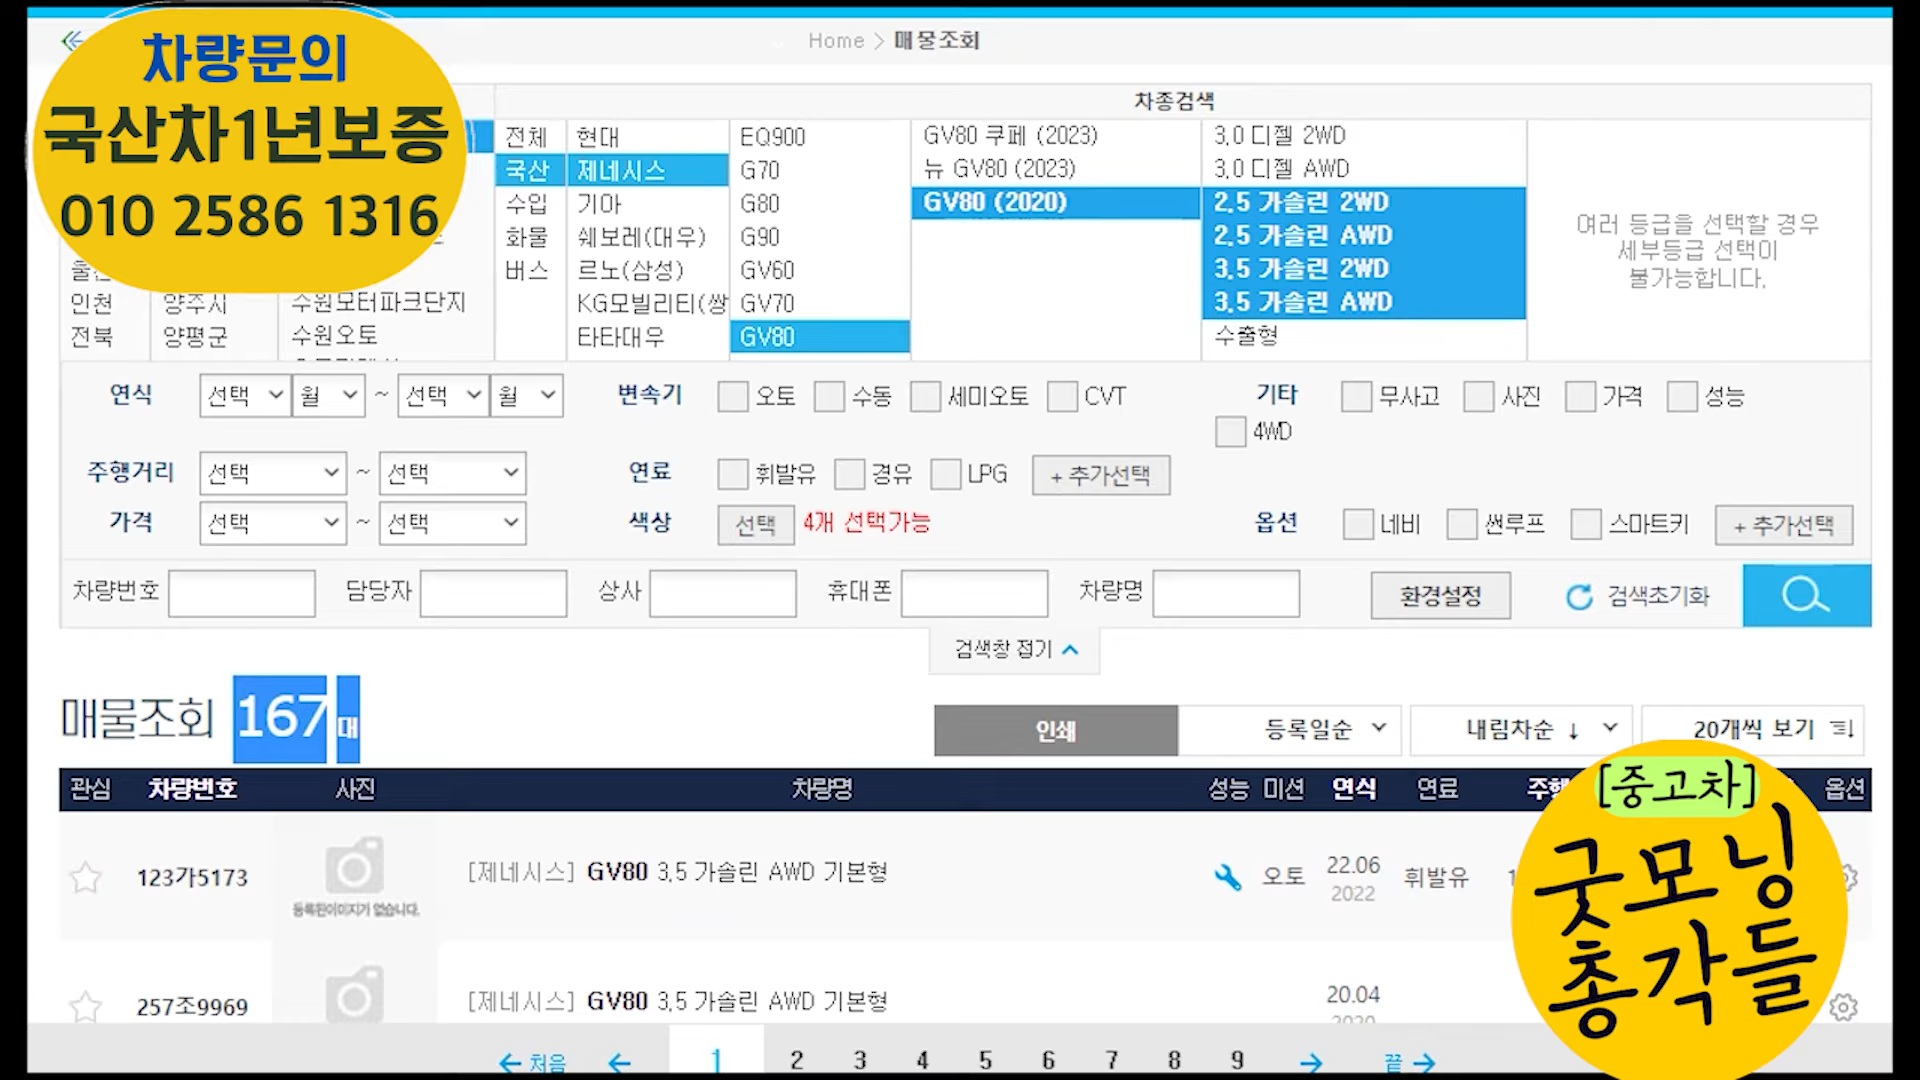 차량문의
국산차1년보증
010 2586 1316
Home > 매물조회
차종검색
울산
인천
전북
양주시
양평군
수원모터파크단지
수원오토
전체
국산
수입
화물
버스
현대
제네시스
기아
쉐보레(대우)
르노(삼성)
KG모빌리티(쌍
타타대우
EQ900
G70
G80
G90
GV60
GV70
GV80
GV80 쿠페 (2023)
뉴 GV80 (2023)
GV80 (2020)
3.0 디젤 2WD
3.0 디젤 AWD
2.5 가솔린 2WD
2.5 가솔린 AWD
3.5 가솔린 2WD
3.5 가솔린 AWD
수출형
여러 등급을 선택할 경우
세부등급 선택이
불가능합니다.
연식 선택 월 ~ 선택 월 변속기 오토 수동 세미오토 CVT 기타 무사고 사진 가격 성능
4WD
주행거리 선택 ~ 선택 연료 휘발유 경유 LPG + 추가선택
가격 선택 ~ 선택 색상 선택 4개 선택가능 옵션 네비 썬루프 스마트키 + 추가선택
차량번호 담당자 상사 휴대폰 차량명 환경설정 검색초기화
검색창 접기
매물조회 167대
인쇄 등록일순 내림차순 ↓ 20개씩 보기
관심 차량번호 사진 차량명 성능 미션 연식 연료 주행 옵션
123가5173 등록된이미지가 없습니다. [제네시스] GV80 3.5 가솔린 AWD 기본형 오토 22.06 2022 휘발유 1
257조9969 [제네시스] GV80 3.5 가솔린 AWD 기본형 20.04 2020
[중고차]
굿모닝
총각들
← 처음 ← 1 2 3 4 5 6 7 8 9 → 끝 →